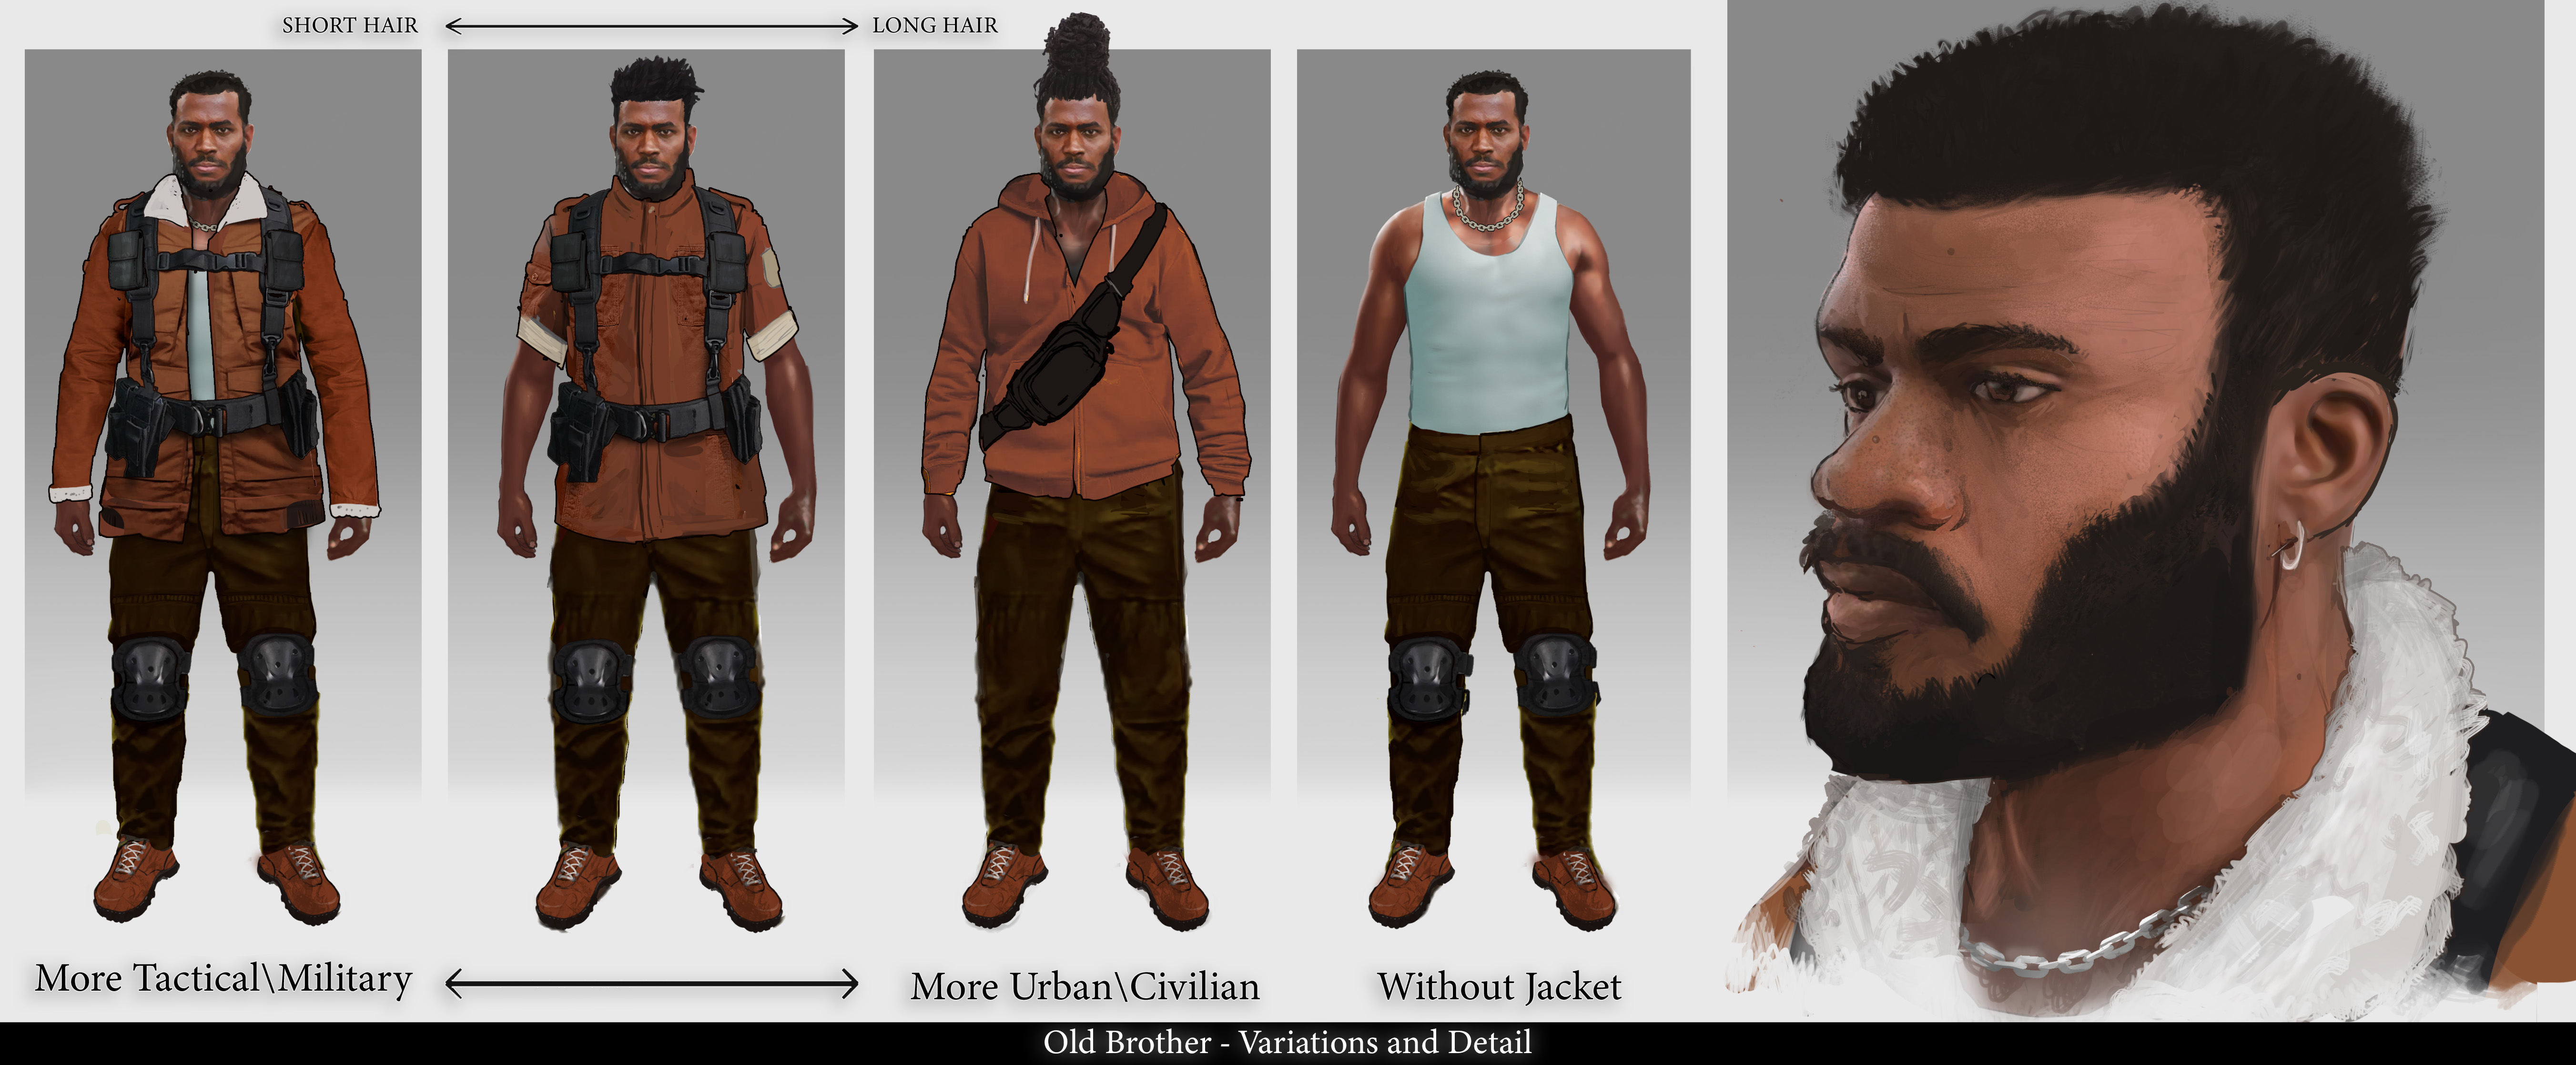 SHORT HAIR
LONG HAIR
More Tactical\Military
More Urban\Civilian
Without Jacket
Old Brother - Variations and Detail